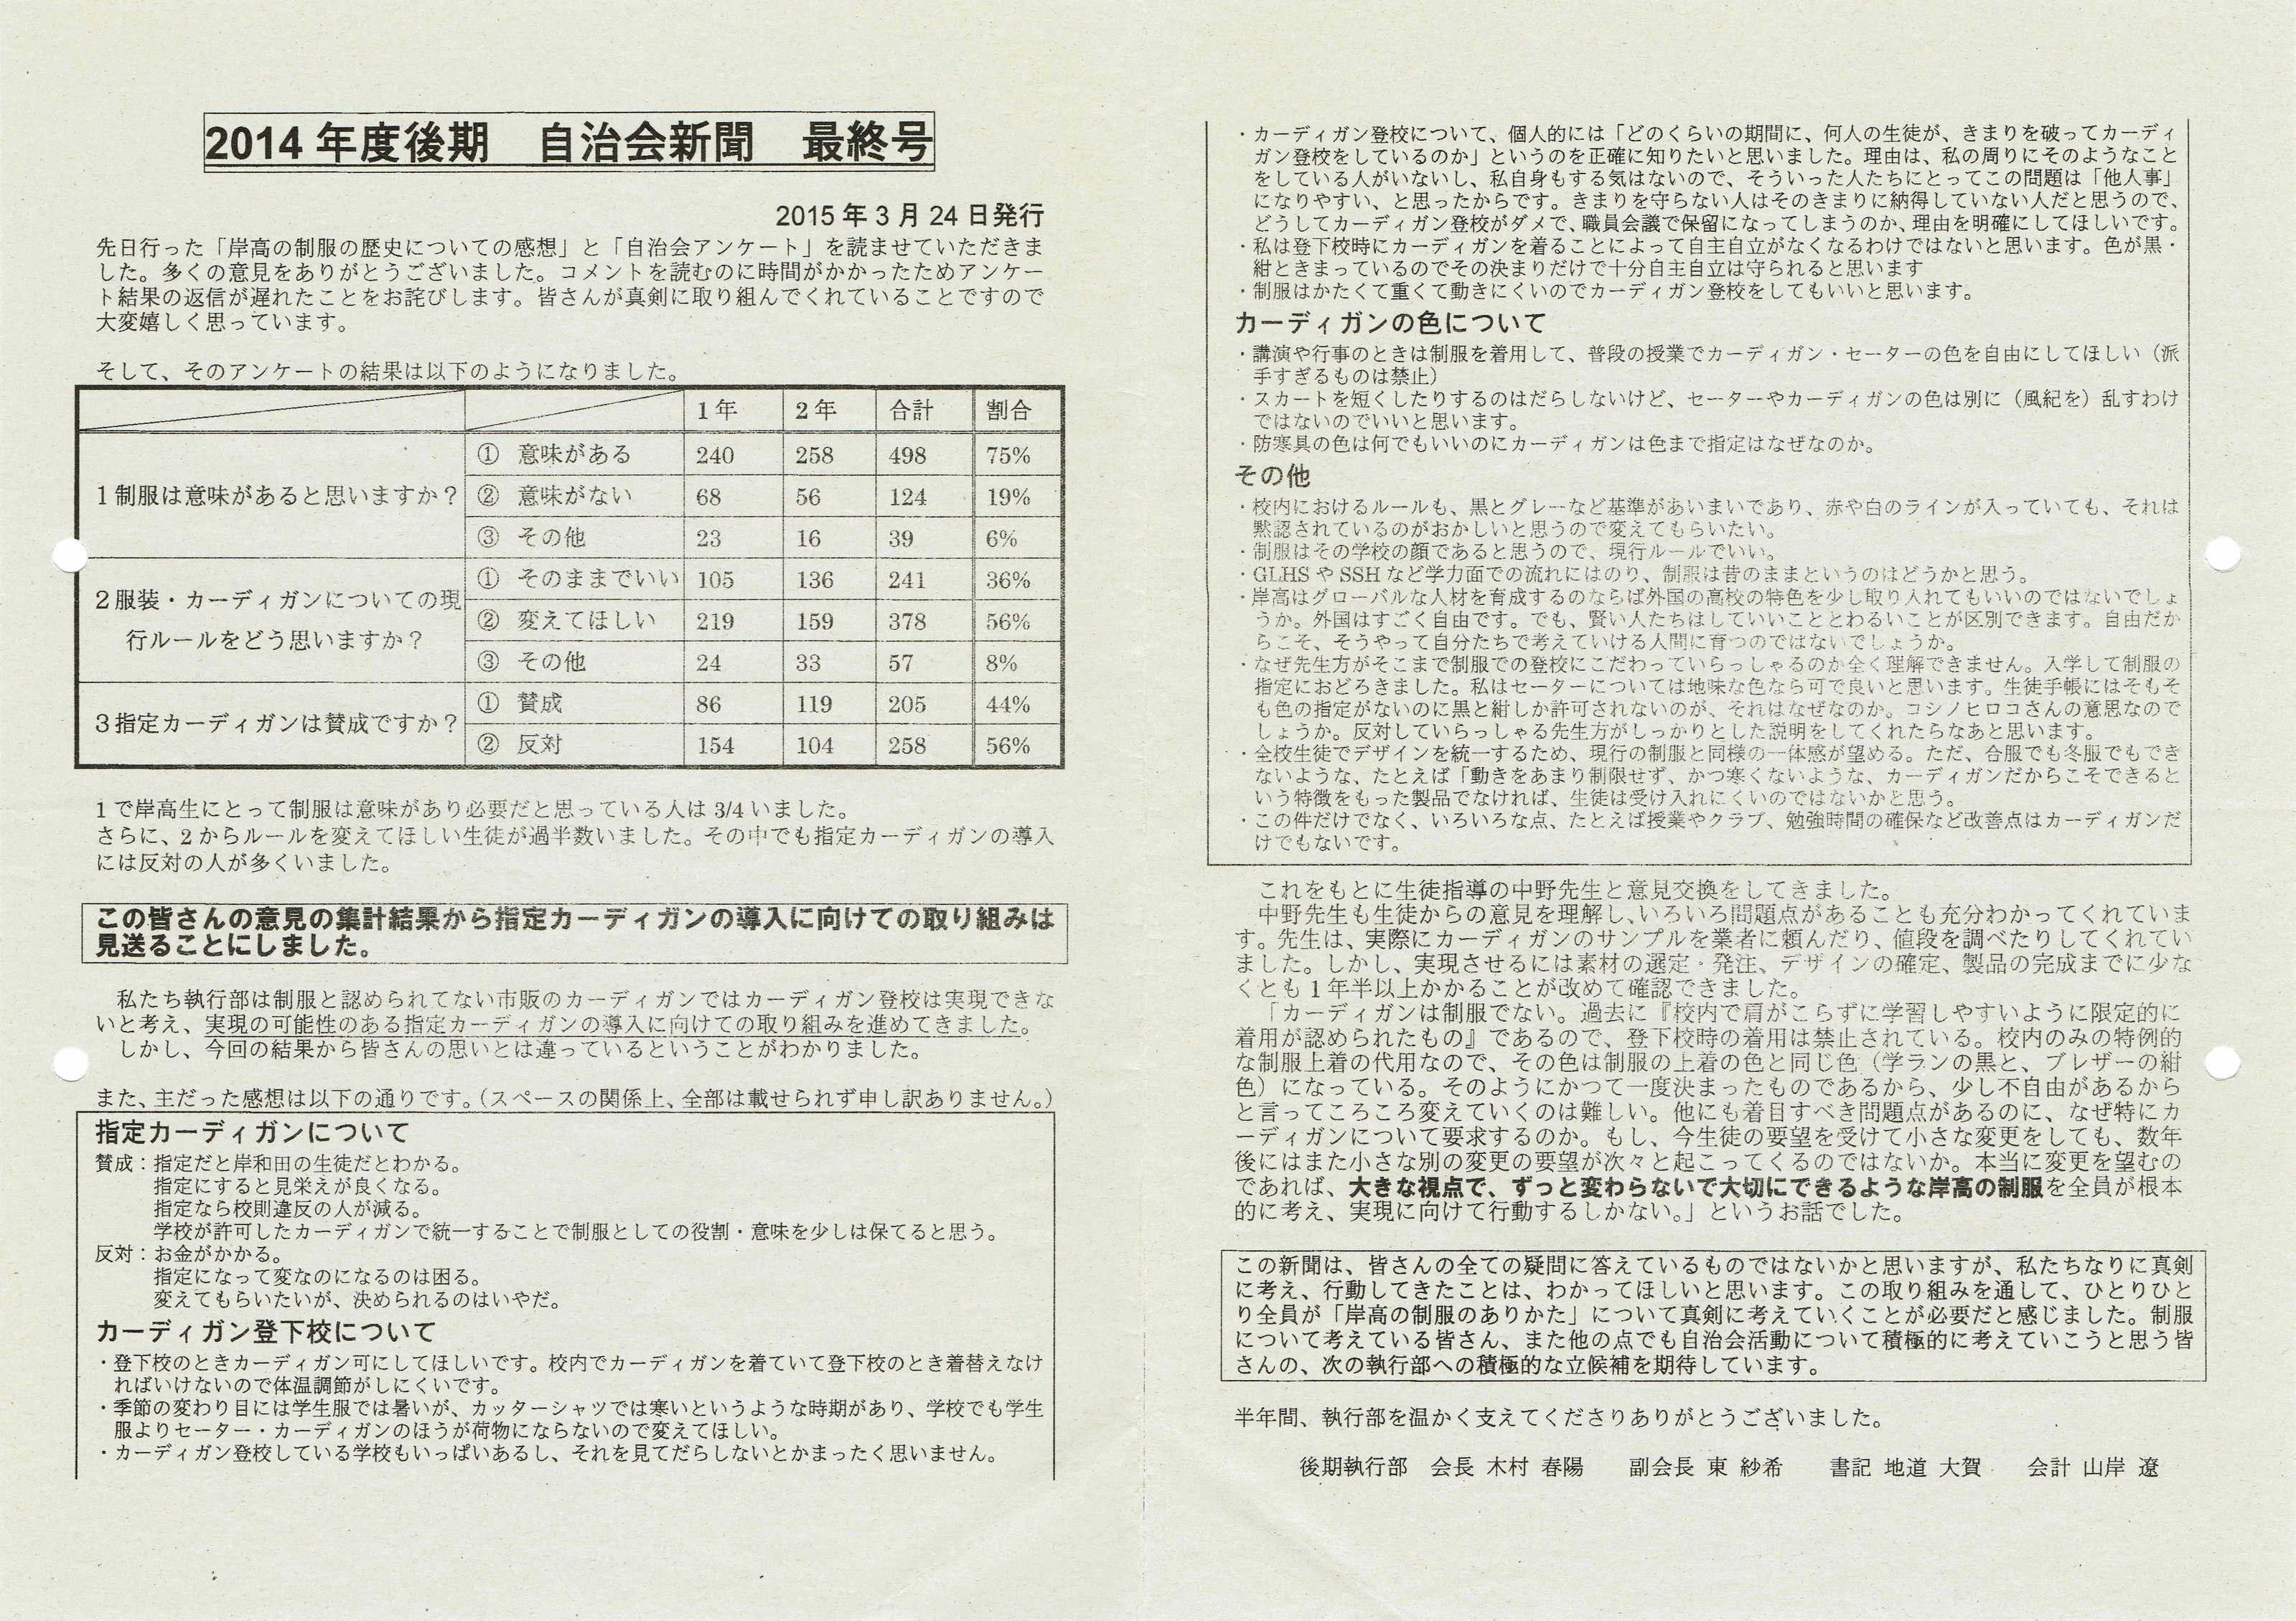 2014 年度後期　自治会新聞　最終号
2015 年 3 月 24 日発行
先日行った「岸高の制服の歴史についての感想」と「自治会アンケート」を読ませていただきま
した。多くの意見をありがとうございました。コメントを読むのに時間がかかったためアンケー
ト結果の返信が遅れたことをお詫びします。皆さんが真剣に取り組んでくれていることですので
大変嬉しく思っています。
そして、そのアンケートの結果は以下のようになりました。
1年 2年 合計 割合
1制服は意味があると思いますか？
① 意味がある 240 258 498 75%
② 意味がない 68 56 124 19%
③ その他 23 16 39 6%
2服装・カーディガンについての現
行ルールをどう思いますか？
① そのままでいい 105 136 241 36%
② 変えてほしい 219 159 378 56%
③ その他 24 33 57 8%
3指定カーディガンは賛成ですか？
① 賛成 86 119 205 44%
② 反対 154 104 258 56%
1で岸高生にとって制服は意味があり必要だと思っている人は 3/4 いました。
さらに、2からルールを変えてほしい生徒が過半数いました。その中でも指定カーディガンの導入
には反対の人が多くいました。
この皆さんの意見の集計結果から指定カーディガンの導入に向けての取り組みは
見送ることにしました。
私たち執行部は制服と認められてない市販のカーディガンではカーディガン登校は実現できな
いと考え、実現の可能性のある指定カーディガンの導入に向けての取り組みを進めてきました。
しかし、今回の結果から皆さんの思いとは違っているということがわかりました。
また、主だった感想は以下の通りです。（スペースの関係上、全部は載せられず申し訳ありません。）
指定カーディガンについて
賛成：指定だと岸和田の生徒だとわかる。
指定にすると見栄えが良くなる。
指定なら校則違反の人が減る。
学校が許可したカーディガンで統一することで制服としての役割・意味を少しは保てると思う。
反対：お金がかかる。
指定になって変なのになるのは困る。
変えてもらいたいが、決められるのはいやだ。
カーディガン登下校について
・登下校のときカーディガン可にしてほしいです。校内でカーディガンを着ていて登下校のとき着替えなけ
ればいけないので体温調節がしにくいです。
・季節の変わり目には学生服では暑いが、カッターシャツでは寒いというような時期があり、学校でも学生
服よりセーター・カーディガンのほうが荷物にならないので変えてほしい。
・カーディガン登校している学校もいっぱいあるし、それを見てだらしないとかまったく思いません。
・カーディガン登校について、個人的には「どのくらいの期間に、何人の生徒が、きまりを破ってカーディ
ガン登校をしているのか」というのを正確に知りたいと思いました。理由は、私の周りにそのようなこと
をしている人がいないし、私自身もする気はないので、そういった人たちにとってこの問題は「他人事」
になりやすい、と思ったからです。きまりを守らない人はそのきまりに納得していない人だと思うので、
どうしてカーディガン登校がダメで、職員会議で保留になってしまうのか、理由を明確にしてほしいです。
・私は登下校時にカーディガンを着ることによって自主自立がなくなるわけではないと思います。色が黒・
紺ときまっているのでその決まりだけで十分自主自立は守られると思います
・制服はかたくて重くて動きにくいのでカーディガン登校をしてもいいと思います。
カーディガンの色について
・講演や行事のときは制服を着用して、普段の授業でカーディガン・セーターの色を自由にしてほしい（派
手すぎるものは禁止）
・スカートを短くしたりするのはだらしないけど、セーターやカーディガンの色は別に（風紀を）乱すわけ
ではないのでいいと思います。
・防寒具の色は何でもいいのにカーディガンは色まで指定はなぜなのか。
その他
・校内におけるルールも、黒とグレーなど基準があいまいであり、赤や白のラインが入っていても、それは
黙認されているのがおかしいと思うので変えてもらいたい。
・制服はその学校の顔であると思うので、現行ルールでいい。
・GLHS や SSH など学力面での流れにはのり、制服は昔のままというのはどうかと思う。
・岸高はグローバルな人材を育成するのならば外国の高校の特色を少し取り入れてもいいのではないでしょ
うか。外国はすごく自由です。でも、賢い人たちはしていいこととわるいことが区別できます。自由だか
らこそ、そうやって自分たちで考えていける人間に育つのではないでしょうか。
・なぜ先生方がそこまで制服での登校にこだわっていらっしゃるのか全く理解できません。入学して制服の
指定におどろきました。私はセーターについては地味な色なら可で良いと思います。生徒手帳にはそもそ
も色の指定がないのに黒と紺しか許可されないのが、それはなぜなのか。コシノヒロコさんの意思なので
しょうか。反対していらっしゃる先生方がしっかりとした説明をしてくれたらなあと思います。
・全校生徒でデザインを統一するため、現行の制服と同様の一体感が望める。ただ、合服でも冬服でもでき
ないような、たとえば「動きをあまり制限せず、かつ寒くないような、カーディガンだからこそできると
いう特徴をもった製品でなければ、生徒は受け入れにくいのではないかと思う。
・この件だけでなく、いろいろな点、たとえば授業やクラブ、勉強時間の確保など改善点はカーディガンだ
けでもないです。
これをもとに生徒指導の中野先生と意見交換をしてきました。
中野先生も生徒からの意見を理解し、いろいろ問題点があることも充分わかってくれていま
す。先生は、実際にカーディガンのサンプルを業者に頼んだり、値段を調べたりしてくれてい
ました。しかし、実現させるには素材の選定・発注、デザインの確定、製品の完成までに少な
くとも 1 年半以上かかることが改めて確認できました。
「カーディガンは制服でない。過去に『校内で肩がこらずに学習しやすいように限定的に
着用が認められたもの』であるので、登下校時の着用は禁止されている。校内のみの特例的
な制服上着の代用なので、その色は制服の上着の色と同じ色（学ランの黒と、ブレザーの紺
色）になっている。そのようにかつて一度決まったものであるから、少し不自由があるから
と言ってころころ変えていくのは難しい。他にも着目すべき問題点があるのに、なぜ特にカ
ーディガンについて要求するのか。もし、今生徒の要望を受けて小さな変更をしても、数年
後にはまた小さな別の変更の要望が次々と起こってくるのではないか。本当に変更を望むの
であれば、大きな視点で、ずっと変わらないで大切にできるような岸高の制服を全員が根本
的に考え、実現に向けて行動するしかない。」というお話でした。
この新聞は、皆さんの全ての疑問に答えているものではないかと思いますが、私たちなりに真剣
に考え、行動してきたことは、わかってほしいと思います。この取り組みを通して、ひとりひと
り全員が「岸高の制服のありかた」について真剣に考えていくことが必要だと感じました。制服
について考えている皆さん、また他の点でも自治会活動について積極的に考えていこうと思う皆
さんの、次の執行部への積極的な立候補を期待しています。
半年間、執行部を温かく支えてくださりありがとうございました。
後期執行部　会長 木村 春陽　　副会長 東 紗希　　書記 地道 大賀　　会計 山岸 遼